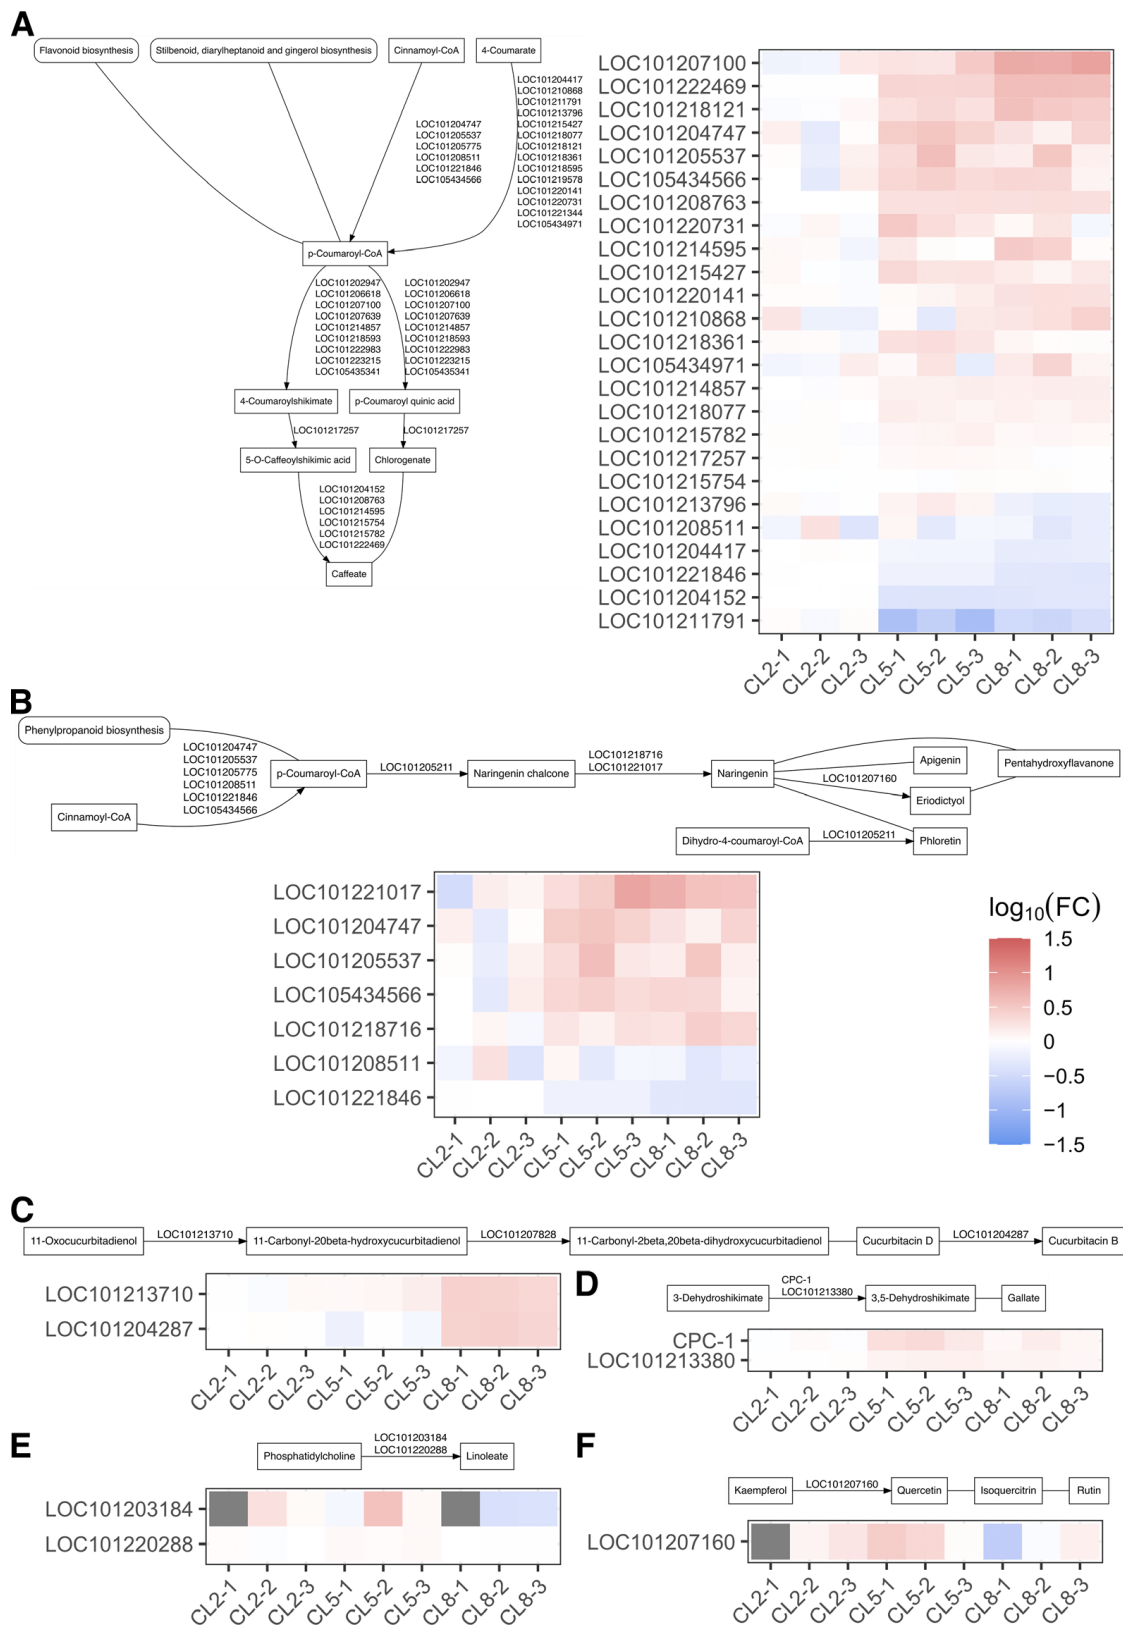 A
Flavonoid biosynthesis
Stilbenoid, diarylheptanoid and gingerol biosynthesis
Cinnamoyl-CoA
4-Coumarate
LOC101204417
LOC101210868
LOC101211791
LOC101213796
LOC101215427
LOC101218077
LOC101218121
LOC101218361
LOC101218595
LOC101219578
LOC101220141
LOC101220731
LOC101221344
LOC105434971
LOC101204747
LOC101205537
LOC101205775
LOC101208511
LOC101221846
LOC105434566
p-Coumaroyl-CoA
LOC101202947
LOC101206618
LOC101207100
LOC101207639
LOC101214857
LOC101218593
LOC101222983
LOC101223215
LOC105435341
LOC101202947
LOC101206618
LOC101207100
LOC101207639
LOC101214857
LOC101218593
LOC101222983
LOC101223215
LOC105435341
4-Coumaroylshikimate
p-Coumaroyl quinic acid
LOC101217257
LOC101217257
5-O-Caffeoylshikimic acid
Chlorogenate
LOC101204152
LOC101208763
LOC101214595
LOC101215754
LOC101215782
LOC101222469
Caffeate
LOC101207100
LOC101222469
LOC101218121
LOC101204747
LOC101205537
LOC105434566
LOC101208763
LOC101220731
LOC101214595
LOC101215427
LOC101220141
LOC101210868
LOC101218361
LOC105434971
LOC101214857
LOC101218077
LOC101215782
LOC101217257
LOC101215754
LOC101213796
LOC101208511
LOC101204417
LOC101221846
LOC101204152
LOC101211791
CL2-1
CL2-2
CL2-3
CL5-1
CL5-2
CL5-3
CL8-1
CL8-2
CL8-3
B
Phenylpropanoid biosynthesis
LOC101204747
LOC101205537
LOC101205775
LOC101208511
LOC101221846
LOC105434566
Cinnamoyl-CoA
p-Coumaroyl-CoA
LOC101205211
Naringenin chalcone
LOC101218716
LOC101221017
Naringenin
Apigenin
Pentahydroxyflavanone
LOC101207160
Eriodictyol
Dihydro-4-coumaroyl-CoA
LOC101205211
Phloretin
LOC101221017
LOC101204747
LOC101205537
LOC105434566
LOC101218716
LOC101208511
LOC101221846
CL2-1
CL2-2
CL2-3
CL5-1
CL5-2
CL5-3
CL8-1
CL8-2
CL8-3
log10(FC)
1.5
1
0.5
0
−0.5
−1
−1.5
C
11-Oxocucurbitadienol
LOC101213710
11-Carbonyl-20beta-hydroxycucurbitadienol
LOC101207828
11-Carbonyl-2beta,20beta-dihydroxycucurbitadienol
Cucurbitacin D
LOC101204287
Cucurbitacin B
LOC101213710
LOC101204287
CL2-1
CL2-2
CL2-3
CL5-1
CL5-2
CL5-3
CL8-1
CL8-2
CL8-3
D
3-Dehydroshikimate
CPC-1
LOC101213380
3,5-Dehydroshikimate
Gallate
CPC-1
LOC101213380
CL2-1
CL2-2
CL2-3
CL5-1
CL5-2
CL5-3
CL8-1
CL8-2
CL8-3
E
Phosphatidylcholine
LOC101203184
LOC101220288
Linoleate
LOC101203184
LOC101220288
CL2-1
CL2-2
CL2-3
CL5-1
CL5-2
CL5-3
CL8-1
CL8-2
CL8-3
F
Kaempferol
LOC101207160
Quercetin
Isoquercitrin
Rutin
LOC101207160
CL2-1
CL2-2
CL2-3
CL5-1
CL5-2
CL5-3
CL8-1
CL8-2
CL8-3